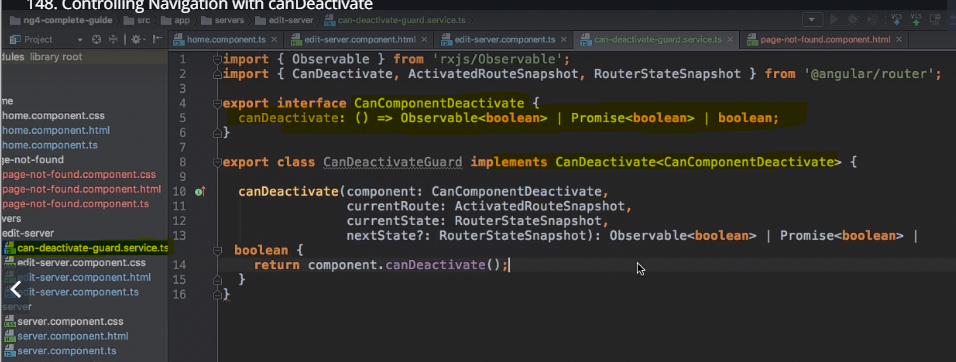 148. Controlling Navigation with canDeactivate
ng4-complete-guide src app servers edit-server can-deactivate-guard.service.ts
Project home.component.ts edit-server.component.html edit-server.component.ts can-deactivate-guard.service.ts page-not-found.component.html
dules library root
me
home.component.css
home.component.html
home.component.ts
ge-not-found
page-not-found.component.css
page-not-found.component.html
page-not-found.component.ts
vers
edit-server
can-deactivate-guard.service.ts
edit-server.component.css
it-server.component.html
it-server.component.ts
server
server.component.css
server.component.html
server.component.ts
1 import { Observable } from 'rxjs/Observable';
2 import { CanDeactivate, ActivatedRouteSnapshot, RouterStateSnapshot } from '@angular/router';
3
4 export interface CanComponentDeactivate {
5 canDeactivate: () => Observable<boolean> | Promise<boolean> | boolean;
6 }
7
8 export class CanDeactivateGuard implements CanDeactivate<CanComponentDeactivate> {
9
10 canDeactivate(component: CanComponentDeactivate,
11 currentRoute: ActivatedRouteSnapshot,
12 currentState: RouterStateSnapshot,
13 nextState?: RouterStateSnapshot): Observable<boolean> | Promise<boolean> |
boolean {
14 return component.canDeactivate();
15 }
16 }